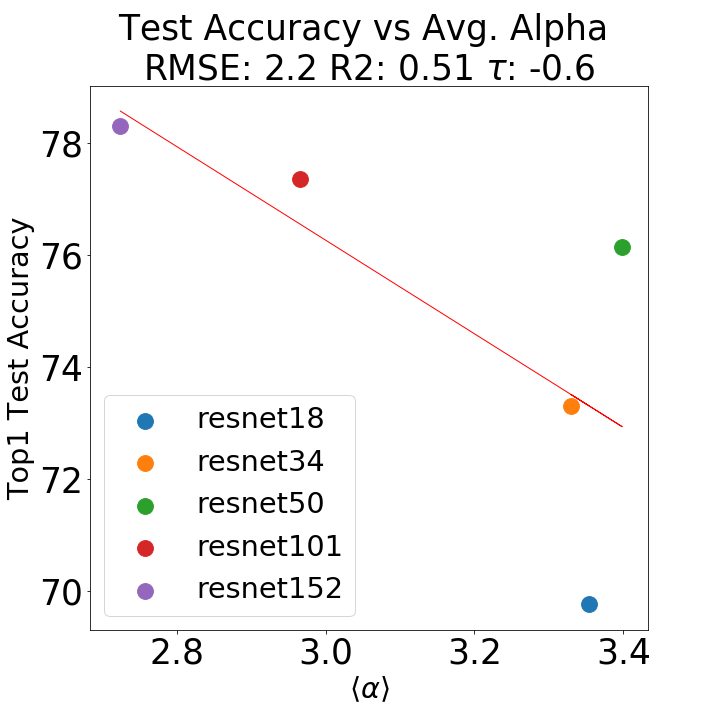 Test Accuracy vs Avg. Alpha
RMSE: 2.2 R2: 0.51 τ: -0.6
Top1 Test Accuracy
78
76
74
72
70
resnet18
resnet34
resnet50
resnet101
resnet152
2.8 3.0 3.2 3.4
⟨α⟩